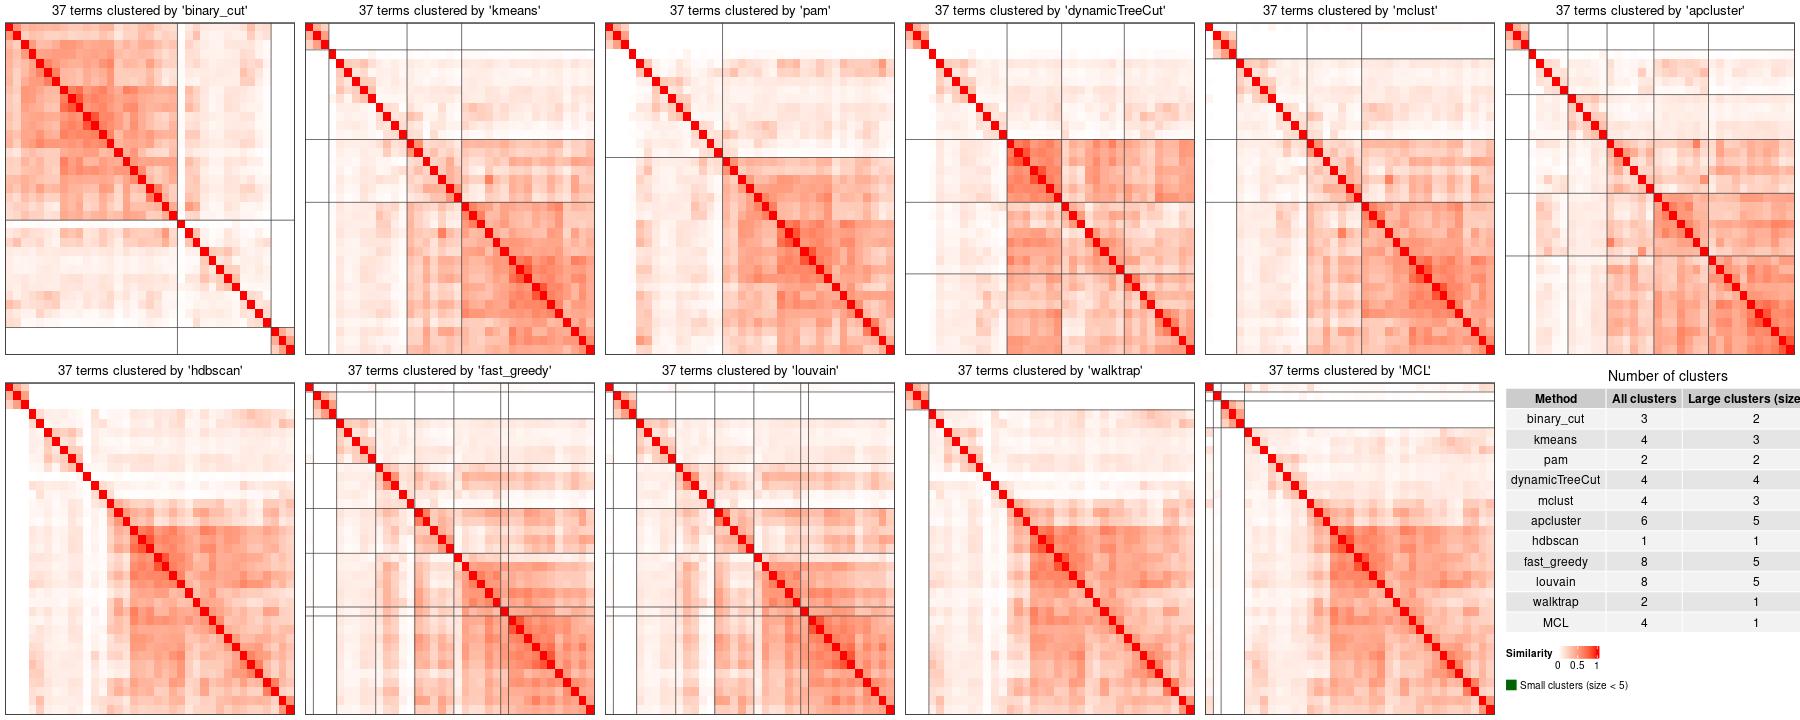 37 terms clustered by 'binary_cut'
37 terms clustered by 'kmeans'
37 terms clustered by 'pam'
37 terms clustered by 'dynamicTreeCut'
37 terms clustered by 'mclust'
37 terms clustered by 'apcluster'
37 terms clustered by 'hdbscan'
37 terms clustered by 'fast_greedy'
37 terms clustered by 'louvain'
37 terms clustered by 'walktrap'
37 terms clustered by 'MCL'
Number of clusters
Method All clusters Large clusters (size
binary_cut 3 2
kmeans 4 3
pam 2 2
dynamicTreeCut 4 4
mclust 4 3
apcluster 6 5
hdbscan 1 1
fast_greedy 8 5
louvain 8 5
walktrap 2 1
MCL 4 1
Similarity
0 0.5 1
Small clusters (size < 5)